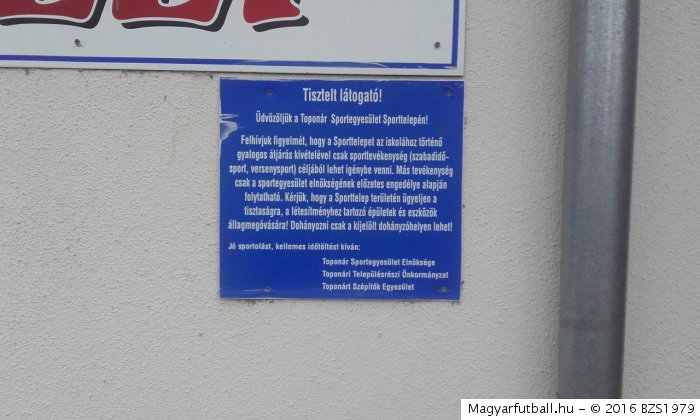 Tisztelt látogató!
Üdvözöljük a Toponár Sportegyesület Sporttelepén!
Felhívjuk figyelmét, hogy a Sporttelepet az iskolához történő
gyalogos átjárás kivételével csak sporttevékenység (szabadidő-
sport, versenysport) céljából lehet igénybe venni. Más tevékenység
csak a sportegyesület elnökségének előzetes engedélye alapján
folytatható. Kérjük, hogy a Sporttelep területén ügyeljen a
tisztaságra, a létesítményhez tartozó épületek és eszközök
állagmegóvására! Dohányozni csak a kijelölt dohányzóhelyen lehet!
Jó sportolást, kellemes időtöltést kíván:
Toponár Sportegyesület Elnöksége
Toponári Településrészi Önkormányzat
Toponári Szépítők Egyesület
Magyarfutball.hu – © 2016 BZS1979